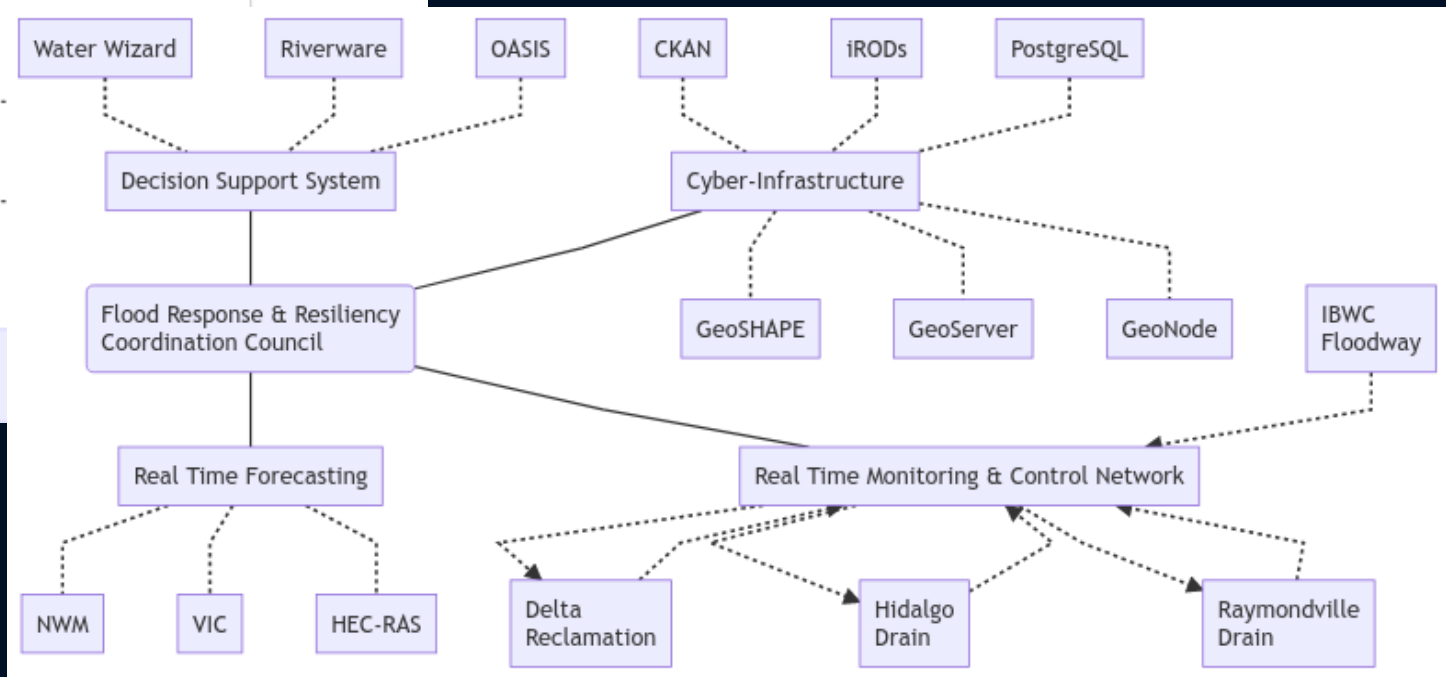 Water Wizard
Riverware
OASIS
CKAN
iRODs
PostgreSQL
Decision Support System
Cyber-Infrastructure
Flood Response & Resiliency
Coordination Council
GeoSHAPE
GeoServer
GeoNode
IBWC
Floodway
Real Time Forecasting
Real Time Monitoring & Control Network
NWM
VIC
HEC-RAS
Delta
Reclamation
Hidalgo
Drain
Raymondville
Drain